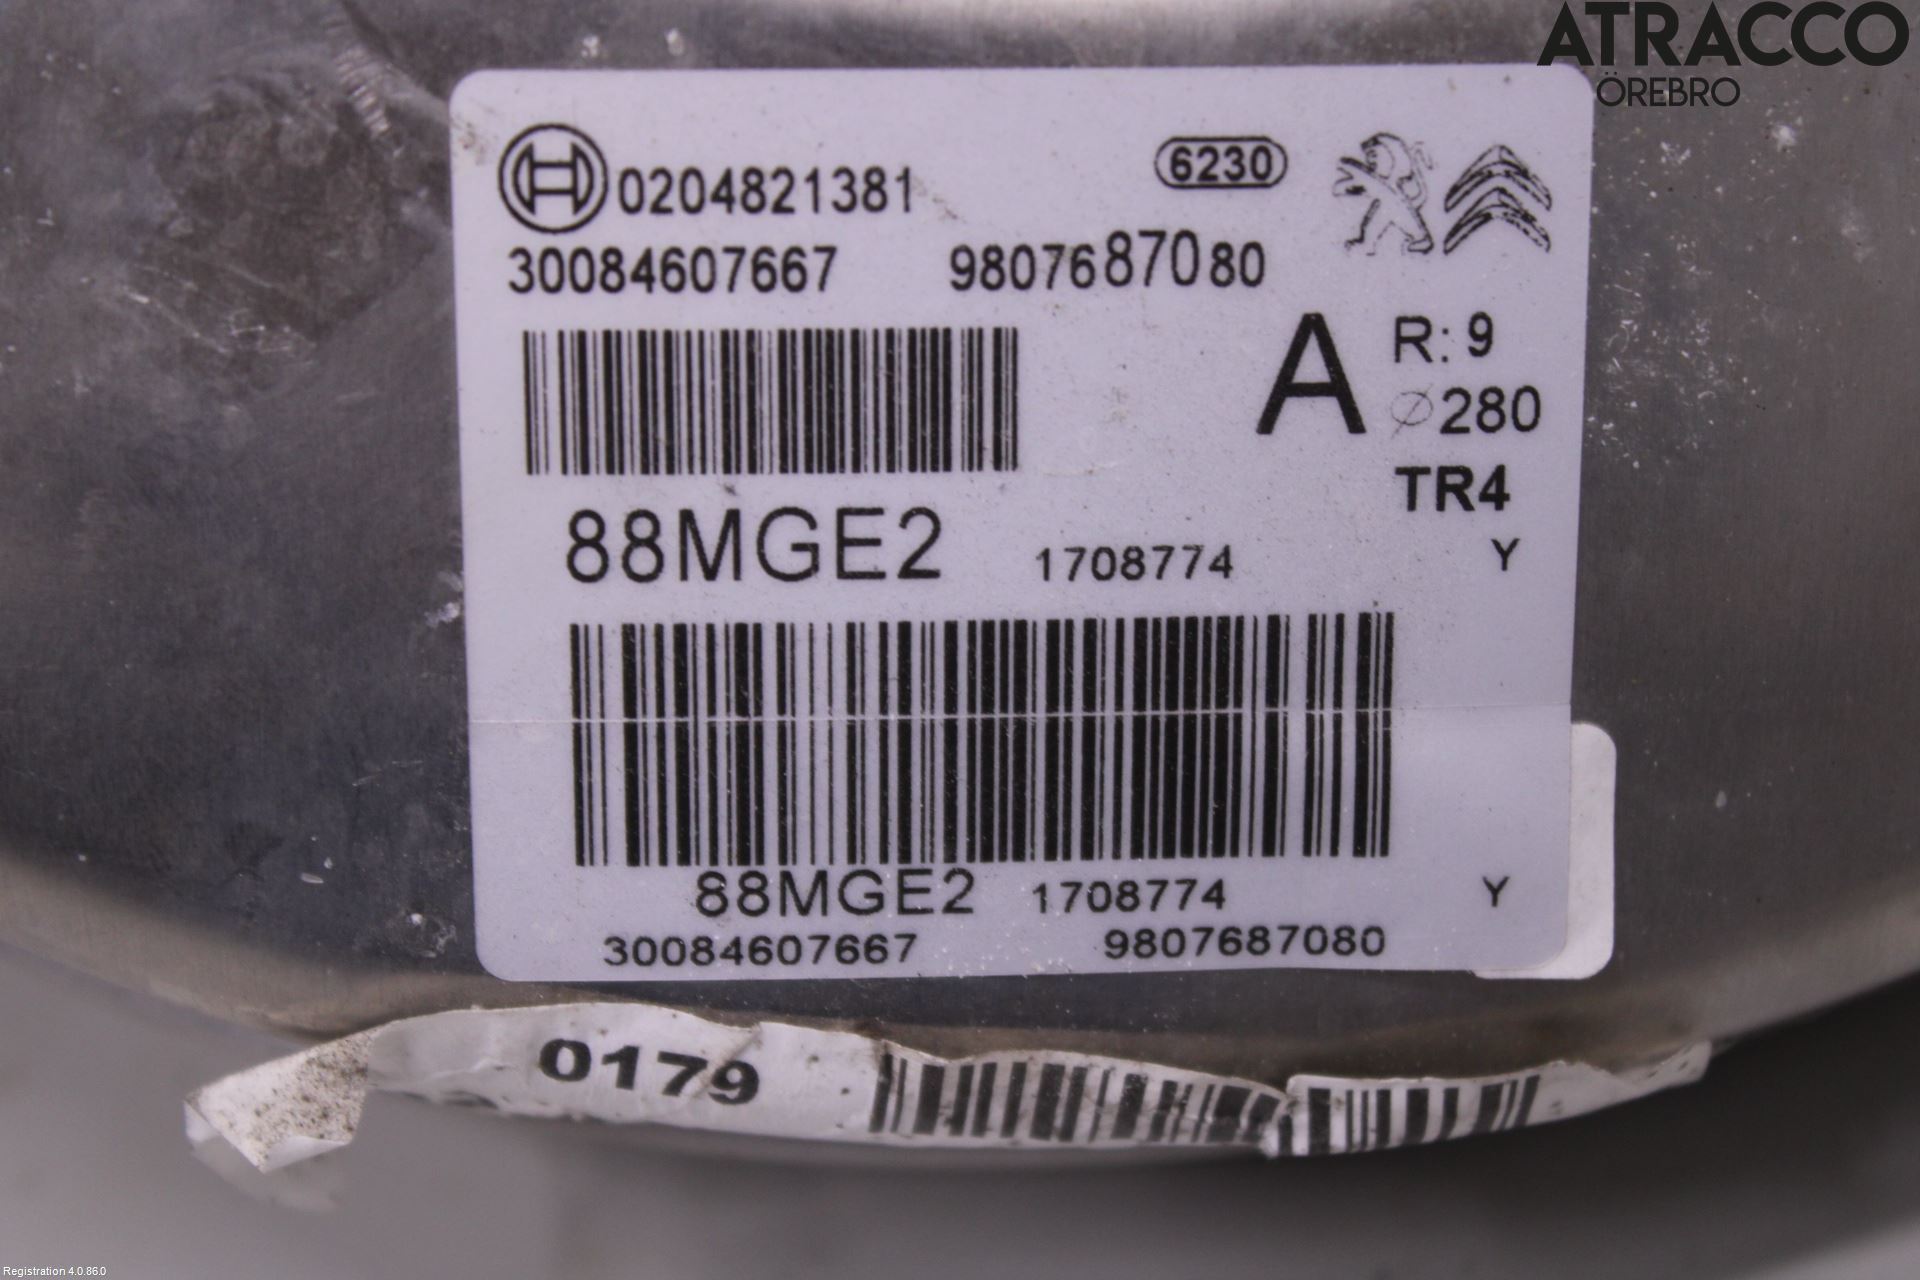 ATRACCO
ÖREBRO
0204821381
6230
30084607667
9807687080
A
R: 9
Ø280
TR4
88MGE2 1708774 Y
88MGE2 1708774 Y
30084607667 9807687080
0179
Registration 4.0.86.0